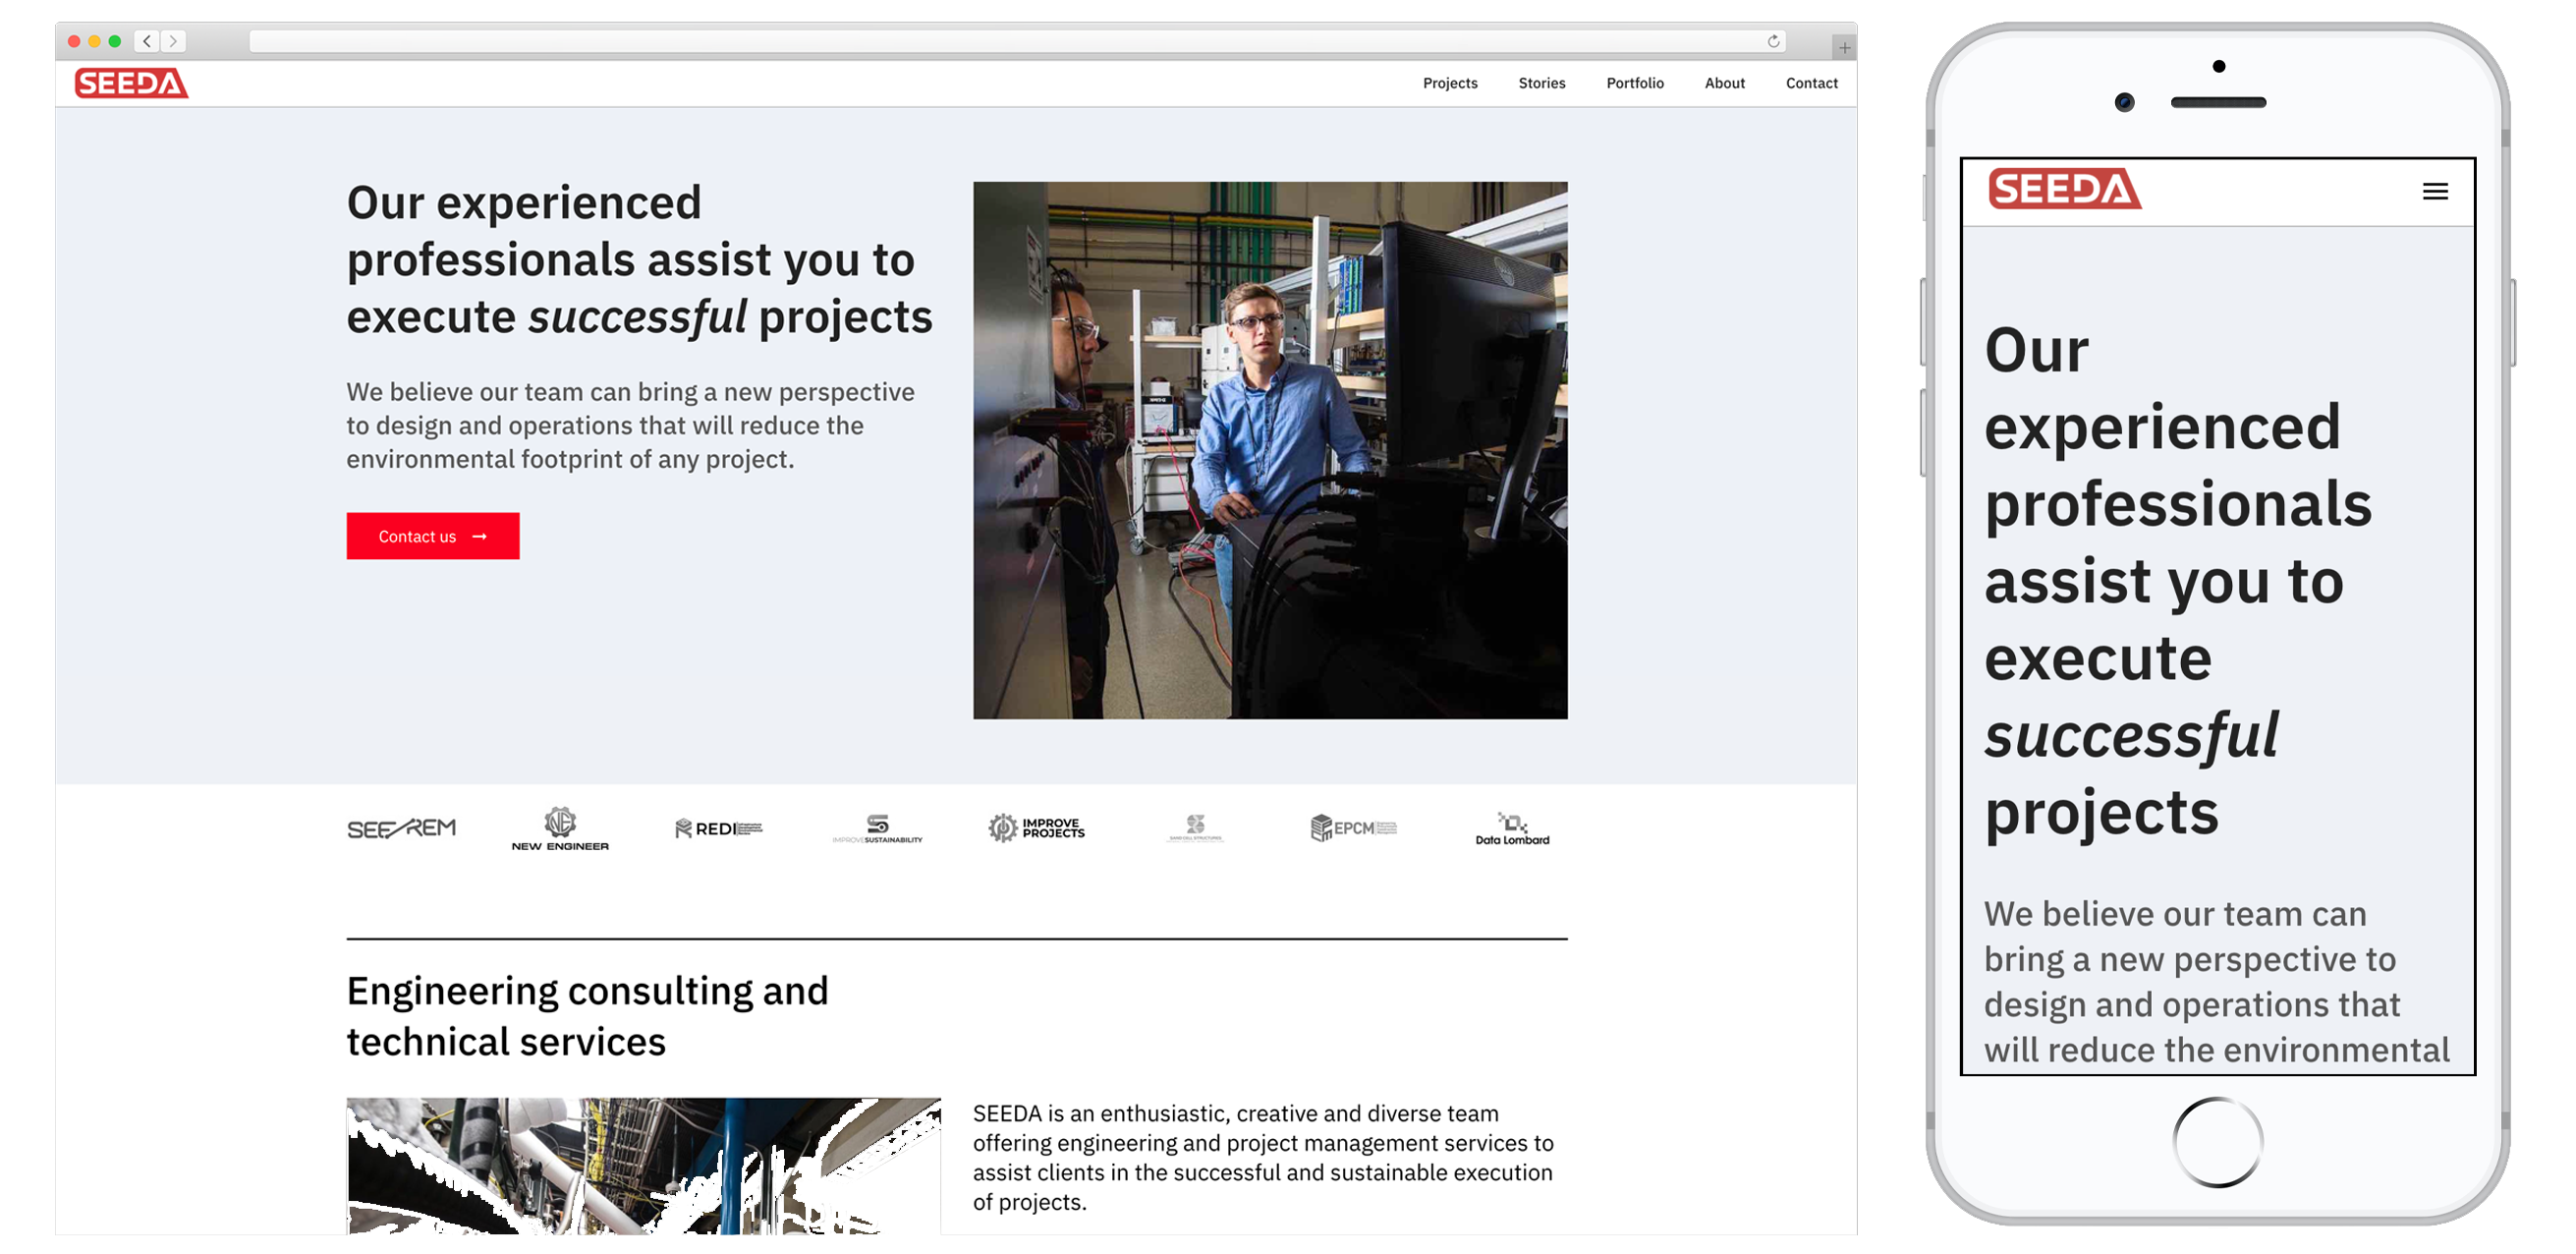 SEEDA
Projects Stories Portfolio About Contact
Our experienced
professionals assist you to
execute successful projects
We believe our team can bring a new perspective
to design and operations that will reduce the
environmental footprint of any project.
Contact us →
NEW ENGINEER
REDI
IMPROVESUSTAINABILITY
IMPROVE
PROJECTS
EPCM
Data Lombard
Engineering consulting and
technical services
SEEDA is an enthusiastic, creative and diverse team
offering engineering and project management services to
assist clients in the successful and sustainable execution
of projects.
SEEDA
Our
experienced
professionals
assist you to
execute
successful
projects
We believe our team can
bring a new perspective to
design and operations that
will reduce the environmental